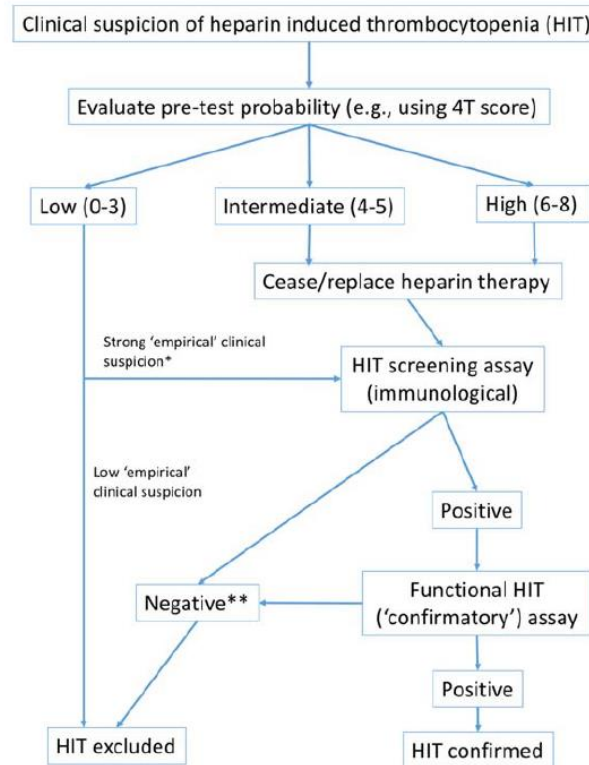 Clinical suspicion of heparin induced thrombocytopenia (HIT)
Evaluate pre-test probability (e.g., using 4T score)
Low (0-3)
Intermediate (4-5)
High (6-8)
Cease/replace heparin therapy
Strong ‘empirical’ clinical
suspicion*
HIT screening assay
(immunological)
Low ‘empirical’
clinical suspicion
Positive
Negative**
Functional HIT
(‘confirmatory’) assay
Positive
HIT excluded
HIT confirmed